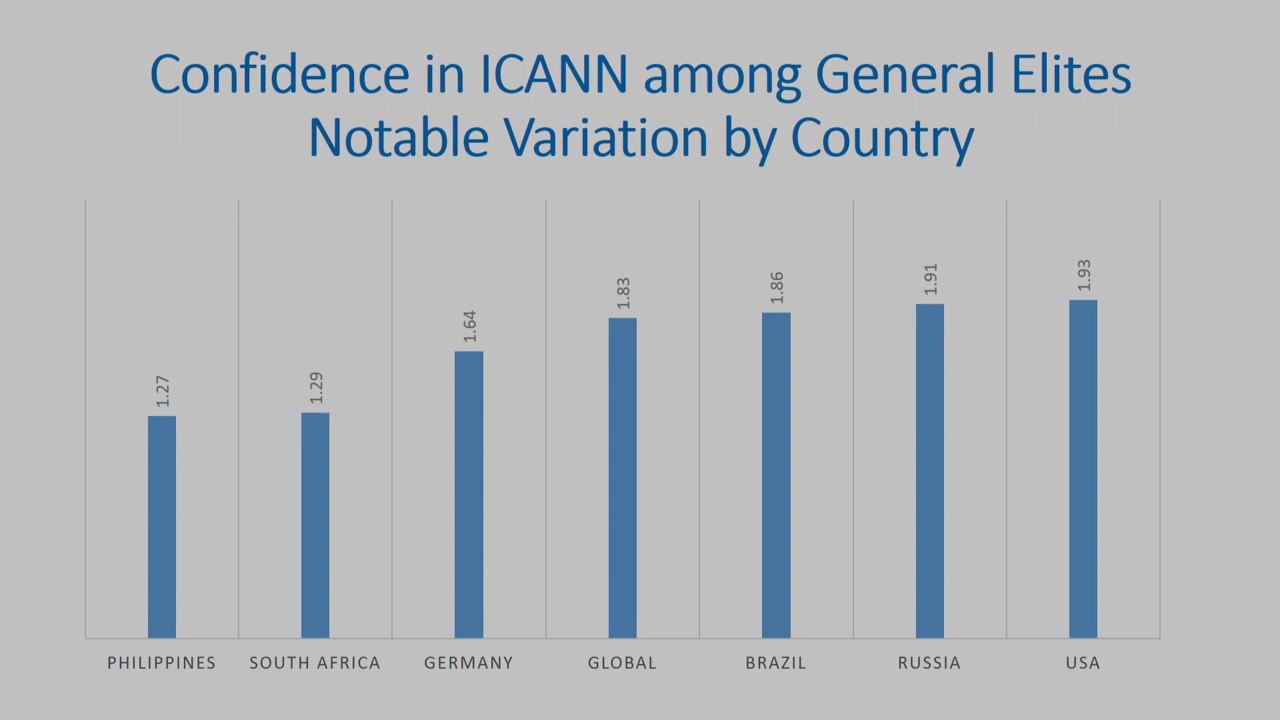 Confidence in ICANN among General Elites
Notable Variation by Country
1.27
1.29
1.64
1.83
1.86
1.91
1.93
PHILIPPINES
SOUTH AFRICA
GERMANY
GLOBAL
BRAZIL
RUSSIA
USA